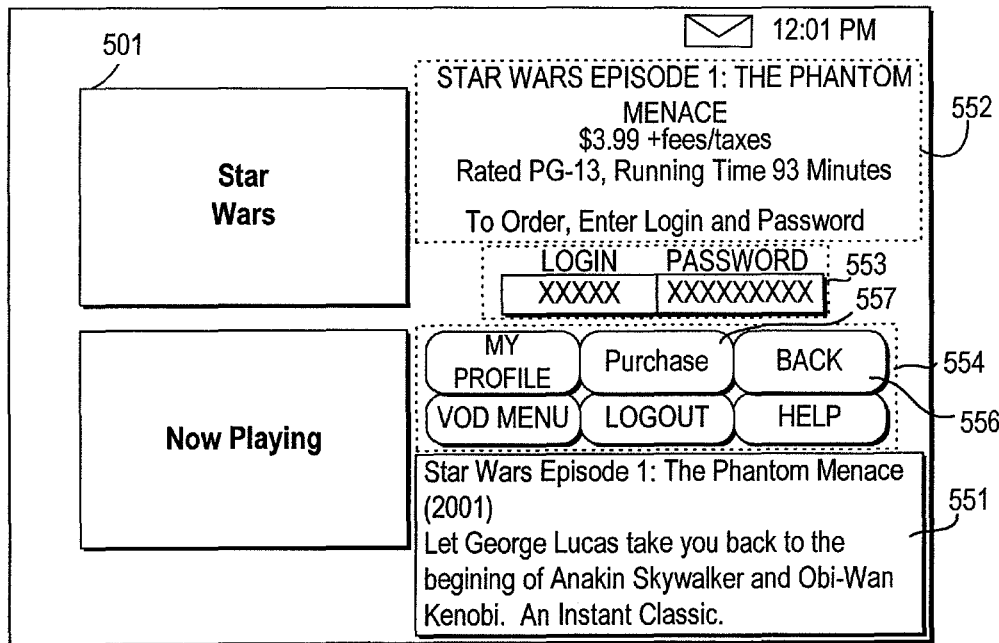 12:01 PM
501
STAR WARS EPISODE 1: THE PHANTOM
MENACE
$3.99 +fees/taxes
Rated PG-13, Running Time 93 Minutes
To Order, Enter Login and Password
552
Star
Wars
LOGIN PASSWORD
XXXXX XXXXXXXXX
553
557
MY
PROFILE
Purchase
BACK
554
VOD MENU
LOGOUT
HELP
556
Now Playing
Star Wars Episode 1: The Phantom Menace
(2001)
Let George Lucas take you back to the
begining of Anakin Skywalker and Obi-Wan
Kenobi. An Instant Classic.
551